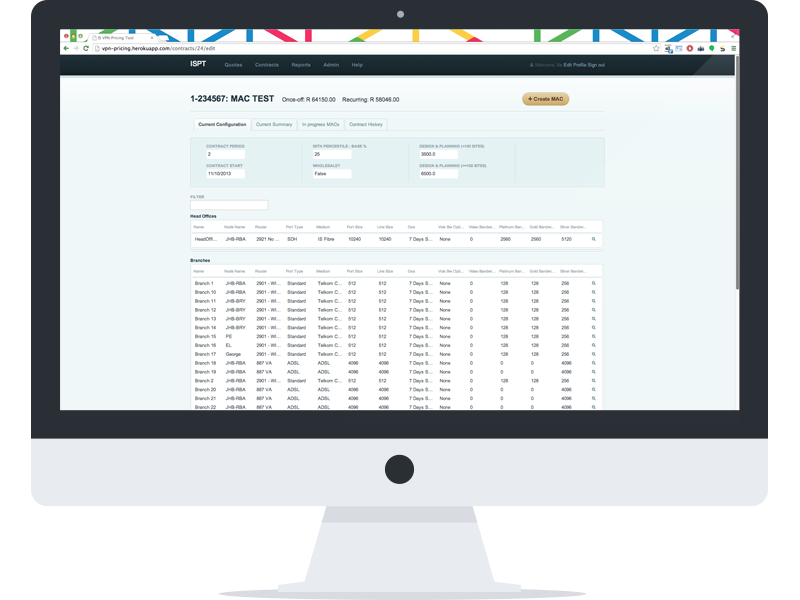 VPN-Pricing Tool
vpn-pricing.herokuapp.com/contracts/24/edit
ISPT Quotes Contracts Reports Admin Help Edit Profile Sign out
1-234567: MAC TEST Once-off: R 64150.00 Recurring: R 58046.00 + Create MAC
Current Configuration Current Summary In progress MACs Contract History
CONTRACT PERIOD 95TH PERCENTILE : BASE % DESIGN & PLANNING (<100 SITES)
2 25 3500.0
CONTRACT START WHOLESALE? DESIGN & PLANNING (>=100 SITES)
11/10/2013 False 6500.0
FILTER
Head Offices
Name Node Name Router Port Type Medium Port Size Line Size Dos Vois Bw Opti... Video Bandwi... Platinum Ban... Gold Bandwi... Silver Bandwi...
HeadOffi... JHB-RBA 2921 No ... SDH IS Fibre 10240 10240 7 Days S... None 0 2560 2560 5120
Branches
Name Node Name Router Port Type Medium Port Size Line Size Dos Vois Bw Opti... Video Bandwi... Platinum Ban... Gold Bandwi... Silver Bandwi...
Branch 1 JHB-RBA 2901 - Wi... Standard Telkom C... 512 512 7 Days S... None 0 128 128 256
Branch 10 JHB-RBA 2901 - Wi... Standard Telkom C... 512 512 7 Days S... None 0 128 128 256
Branch 11 JHB-BRY 2901 - Wi... Standard Telkom C... 512 512 7 Days S... None 0 128 128 256
Branch 12 JHB-BRY 2901 - Wi... Standard Telkom C... 512 512 7 Days S... None 0 128 128 256
Branch 13 JHB-BRY 2901 - Wi... Standard Telkom C... 512 512 7 Days S... None 0 128 128 256
Branch 14 JHB-BRY 2901 - Wi... Standard Telkom C... 512 512 7 Days S... None 0 128 128 256
Branch 15 PE 2901 - Wi... Standard Telkom C... 512 512 7 Days S... None 0 128 128 256
Branch 16 EL 2901 - Wi... Standard Telkom C... 512 512 7 Days S... None 0 128 128 256
Branch 17 George 2901 - Wi... Standard Telkom C... 512 512 7 Days S... None 0 128 128 256
Branch 18 JHB-RBA 887 VA ADSL ADSL 4096 4096 7 Days S... None 0 0 0 4096
Branch 19 JHB-RBA 887 VA ADSL ADSL 4096 4096 7 Days S... None 0 0 0 4096
Branch 2 JHB-RBA 2901 - Wi... Standard Telkom C... 512 512 7 Days S... None 0 128 128 256
Branch 20 JHB-RBA 887 VA ADSL ADSL 4096 4096 7 Days S... None 0 0 0 4096
Branch 21 JHB-RBA 887 VA ADSL ADSL 4096 4096 7 Days S... None 0 0 0 4096
Branch 22 JHB-RBA 887 VA ADSL ADSL 4096 4096 7 Days S... None 0 0 0 4096